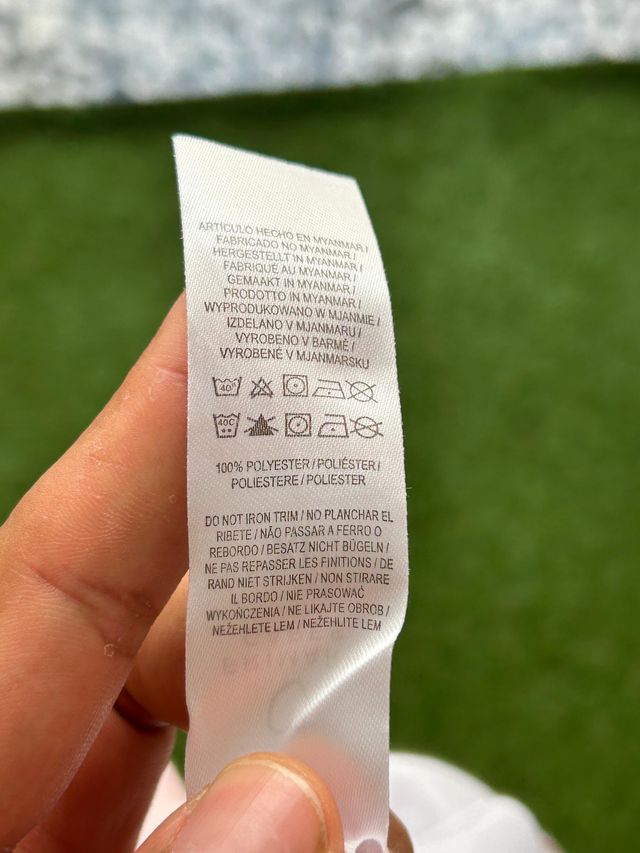 ARTÍCULO HECHO EN MYANMAR /
FABRICADO NO MYANMAR /
HERGESTELLT IN MYANMAR /
FABRIQUÉ AU MYANMAR /
GEMAAKT IN MYANMAR /
PRODOTTO IN MYANMAR /
WYPRODUKOWANO W MJANMIE /
IZDELANO V MJANMARU /
VYROBENO V BARMĚ /
VYROBENÉ V MJANMARSKU
40°
40C
100% POLYESTER / POLIÉSTER /
POLIESTERE / POLIESTER
DO NOT IRON TRIM / NO PLANCHAR EL
RIBETE / NÃO PASSAR A FERRO O
REBORDO / BESATZ NICHT BÜGELN /
NE PAS REPASSER LES FINITIONS / DE
RAND NIET STRIJKEN / NON STIRARE
IL BORDO / NIE PRASOWAĆ
WYKOŃCZENIA / NE LIKAJTE OBROB /
NEŽEHLETE LEM / NEŽEHLITE LEM